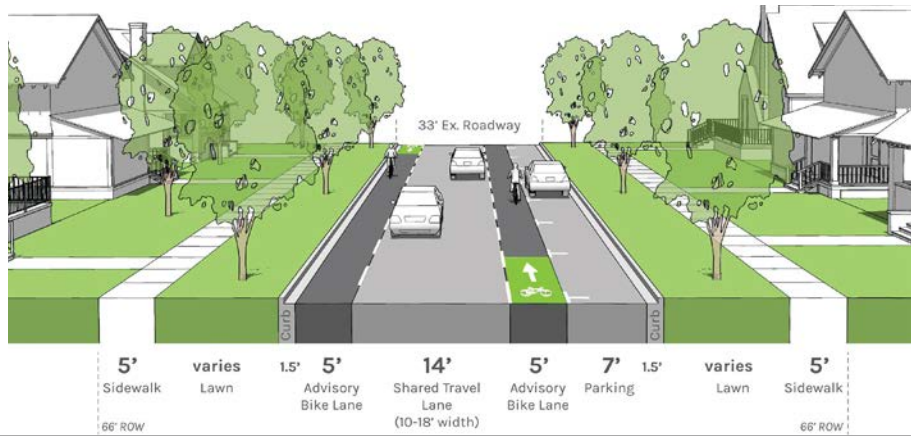 33' Ex. Roadway
Curb
Curb
5' varies 1.5' 5' 14' 5' 7' 1.5' varies 5'
Sidewalk Lawn Advisory Shared Travel Advisory Parking Lawn Sidewalk
Bike Lane Lane Bike Lane
(10-18' width)
66' ROW 66' ROW